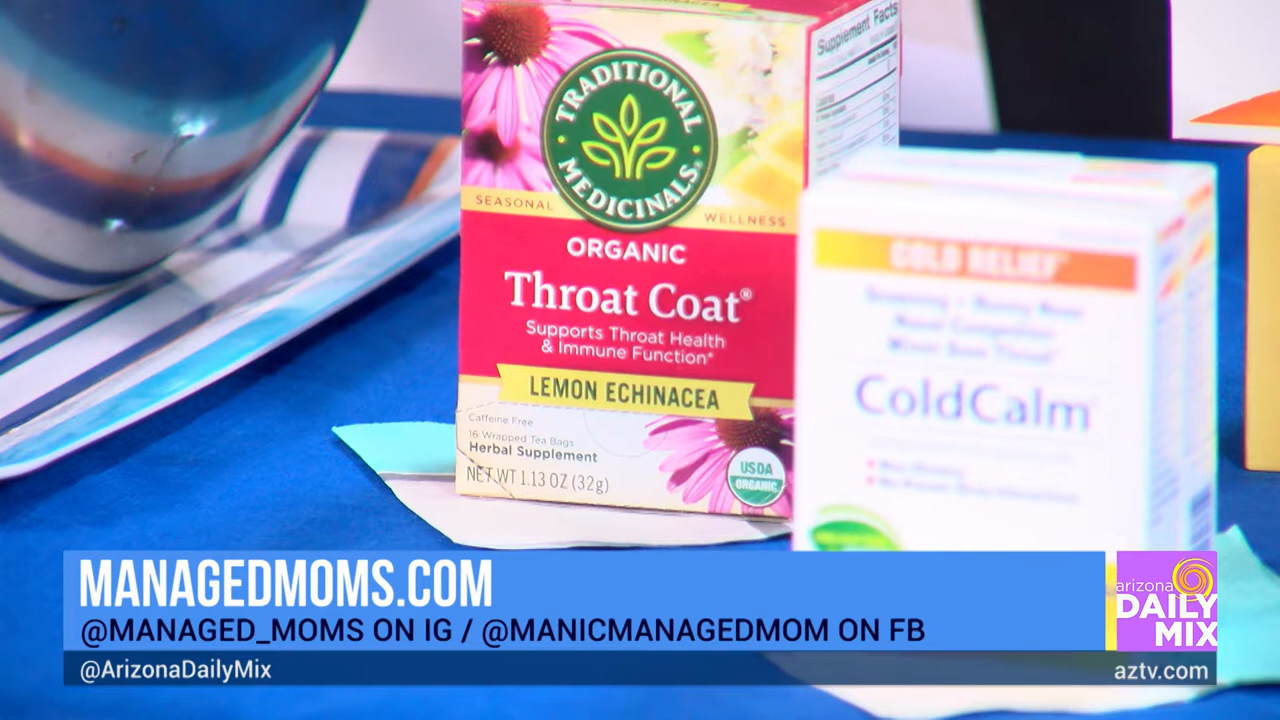 Supplement Facts
TRADITIONAL
MEDICINALS®
SEASONAL
WELLNESS
ORGANIC
Throat Coat®
Supports Throat Health
& Immune Function*
LEMON ECHINACEA
Caffeine Free
16 Wrapped Tea Bags
Herbal Supplement
NET WT 1.13 OZ (32g)
USDA
ORGANIC
COLD RELIEF
ColdCalm
MANAGEDMOMS.COM
@MANAGED_MOMS ON IG / @MANICMANAGEDMOM ON FB
arizona
DAILY
MIX
@ArizonaDailyMix
aztv.com